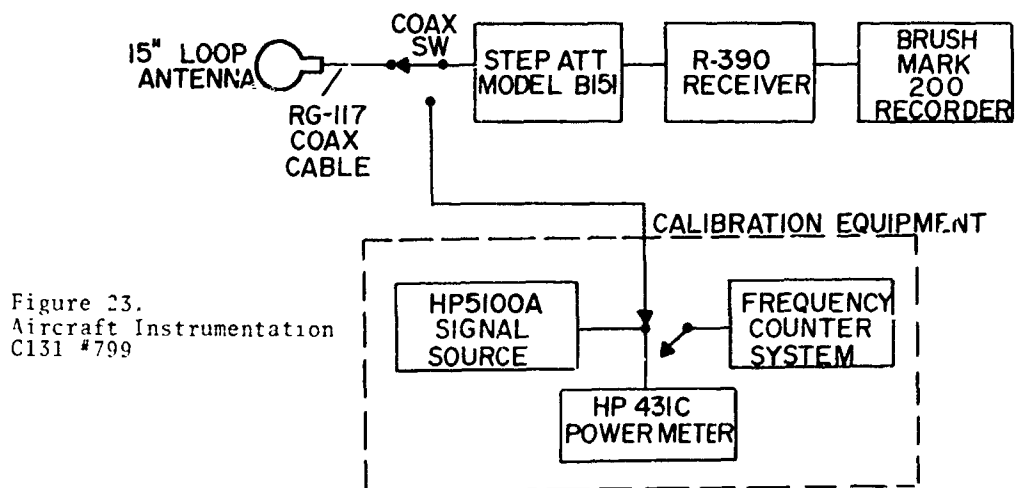 15" LOOP
ANTENNA
RG-117
COAX
CABLE
COAX
SW
STEP ATT
MODEL B151
R-390
RECEIVER
BRUSH
MARK
200
RECORDER
CALIBRATION EQUIPMENT
HP5100A
SIGNAL
SOURCE
FREQUENCY
COUNTER
SYSTEM
HP 431C
POWER METER
Figure 23.
Aircraft Instrumentation
C131 #799